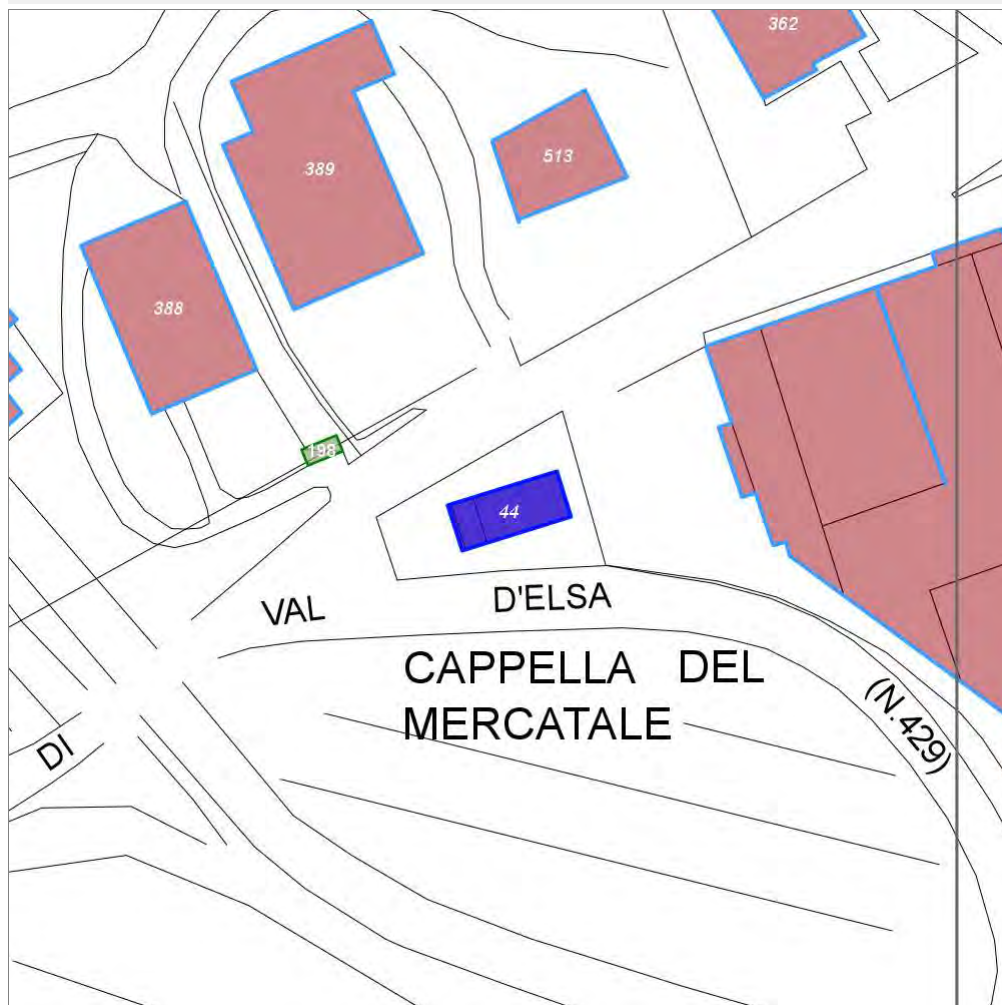 362
389
513
388
198
44
VAL D'ELSA
CAPPELLA DEL
MERCATALE
(N.429)
DI